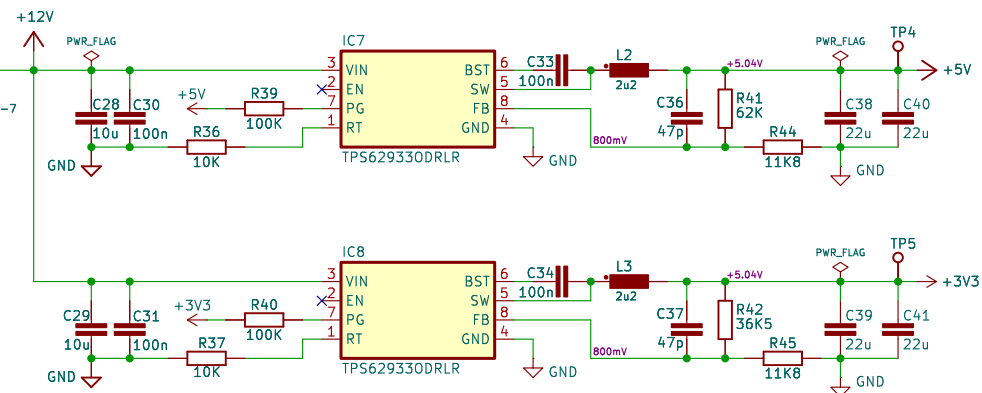 +12V
PWR_FLAG
-7
C28
10u
C30
100n
GND
+5V
R39
100K
R36
10K
IC7
3
VIN
2
EN
7
PG
1
RT
BST
6
SW
5
FB
8
GND
4
TPS62933ODRLR
GND
C33
100n
L2
2u2
800mV
C36
47p
+5.04V
R41
62K
R44
11K8
PWR_FLAG
C38
22u
TP4
C40
22u
+5V
GND
C29
10u
C31
100n
GND
+3V3
R40
100K
R37
10K
IC8
3
VIN
2
EN
7
PG
1
RT
BST
6
SW
5
FB
8
GND
4
TPS62933ODRLR
GND
C34
100n
L3
2u2
800mV
C37
47p
+5.04V
R42
36K5
R45
11K8
PWR_FLAG
C39
22u
TP5
C41
22u
+3V3
GND